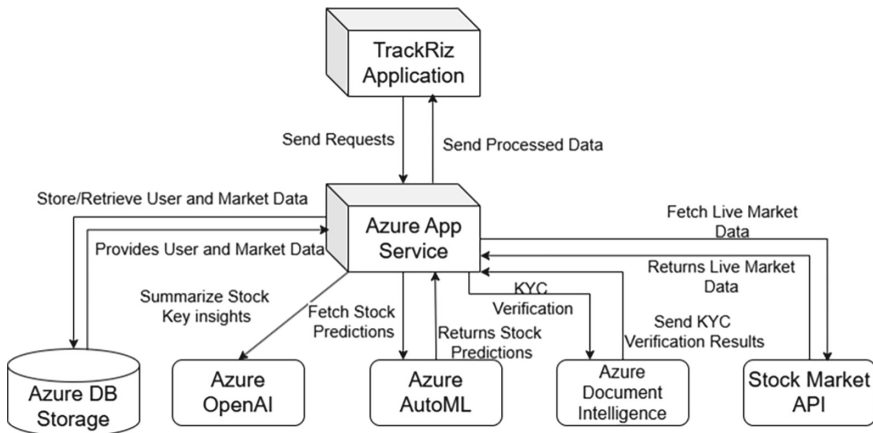 TrackRiz
Application
Send Requests
Send Processed Data
Store/Retrieve User and Market Data
Azure App
Service
Fetch Live Market
Data
Provides User and Market Data
Returns Live Market
Data
Summarize Stock
Key insights
Fetch Stock
Predictions
Returns Stock
Predictions
KYC
Verification
Send KYC
Verification Results
Azure DB
Storage
Azure
OpenAI
Azure
AutoML
Azure
Document
Intelligence
Stock Market
API